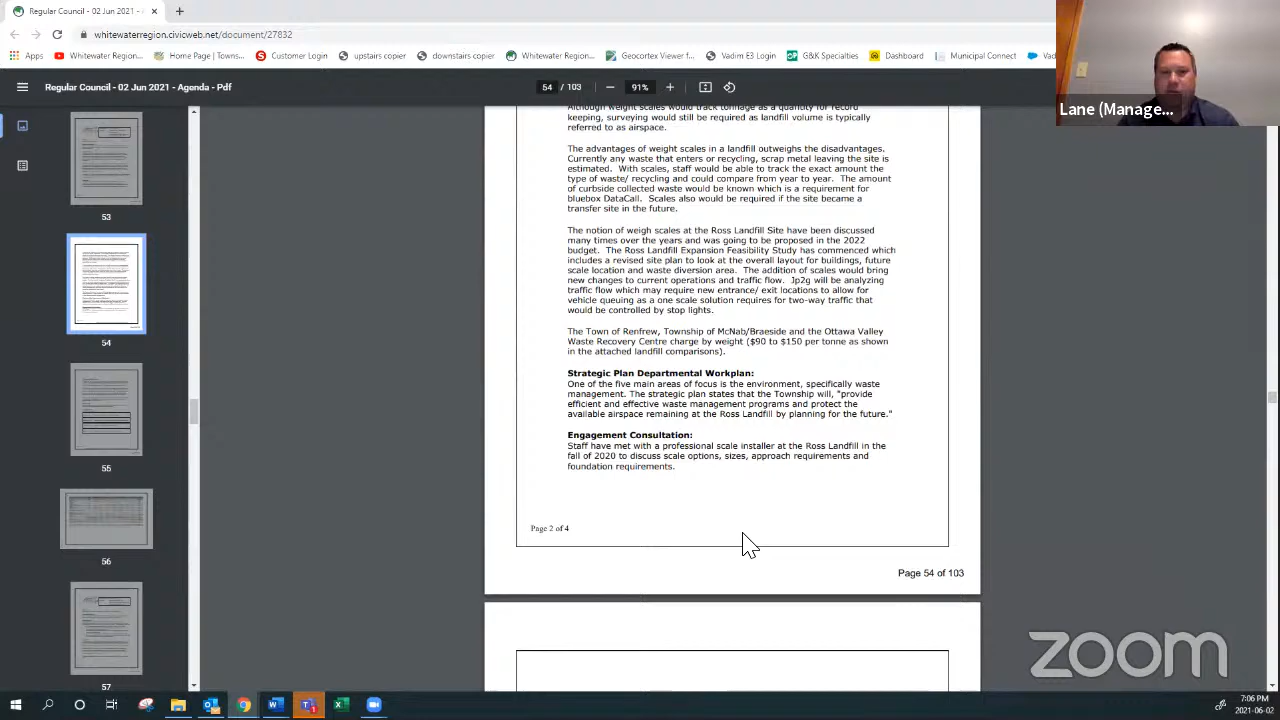 Regular Council - 02 Jun 2021 - A
whitewaterregion.civicweb.net/document/27832
Apps
Home Page | Towns...
Customer Login
upstairs copier
downstairs copier
Whitewater Region...
Geocortex Viewer f...
Vadim E3 Login
G&K Specialties
Dashboard
Municipal Connect
Vad
Regular Council - 02 Jun 2021 - Agenda - Pdf
54 / 103
91%
Lane (Manage...
53
54
55
56
57
Although weight scales would track tonnage as a quantity for record
keeping, surveying would still be required as landfill volume is typically
referred to as airspace.
The advantages of weight scales in a landfill outweighs the disadvantages.
Currently any waste that enters or recycling, scrap metal leaving the site is
estimated. With scales, staff would be able to track the exact amount the
type of waste/ recycling and could compare from year to year. The amount
of curbside collected waste would be known which is a requirement for
bluebox DataCall. Scales also would be required if the site became a
transfer site in the future.
The notion of weigh scales at the Ross Landfill Site have been discussed
many times over the years and was going to be proposed in the 2022
budget. The Ross Landfill Expansion Feasibility Study has commenced which
includes a revised site plan to look at the overall layout for buildings, future
scale location and waste diversion area. The addition of scales would bring
new changes to current operations and traffic flow. Jp2g will be analyzing
traffic flow which may require new entrance/ exit locations to allow for
vehicle queuing as a one scale solution requires for two-way traffic that
would be controlled by stop lights.
The Town of Renfrew, Township of McNab/Braeside and the Ottawa Valley
Waste Recovery Centre charge by weight ($90 to $150 per tonne as shown
in the attached landfill comparisons).
Strategic Plan Departmental Workplan:
One of the five main areas of focus is the environment, specifically waste
management. The strategic plan states that the Township will, "provide
efficient and effective waste management programs and protect the
available airspace remaining at the Ross Landfill by planning for the future."
Engagement Consultation:
Staff have met with a professional scale installer at the Ross Landfill in the
fall of 2020 to discuss scale options, sizes, approach requirements and
foundation requirements.
Page 2 of 4
Page 54 of 103
zoom
7:06 PM
2021-06-02